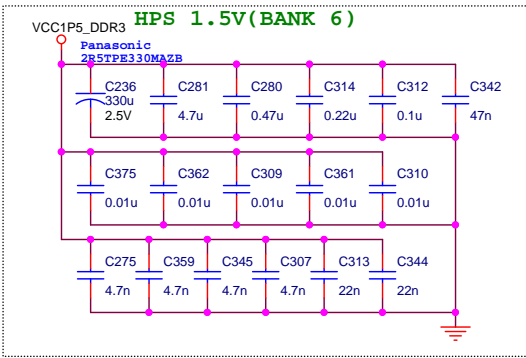 HPS 1.5V(BANK 6)
VCC1P5_DDR3
Panasonic
2R5TPE330MAZB
C236 C281 C280 C314 C312 C342
330u
2.5V 4.7u 0.47u 0.22u 0.1u 47n
C375 C362 C309 C361 C310
0.01u 0.01u 0.01u 0.01u 0.01u
C275 C359 C345 C307 C313 C344
4.7n 4.7n 4.7n 4.7n 22n 22n